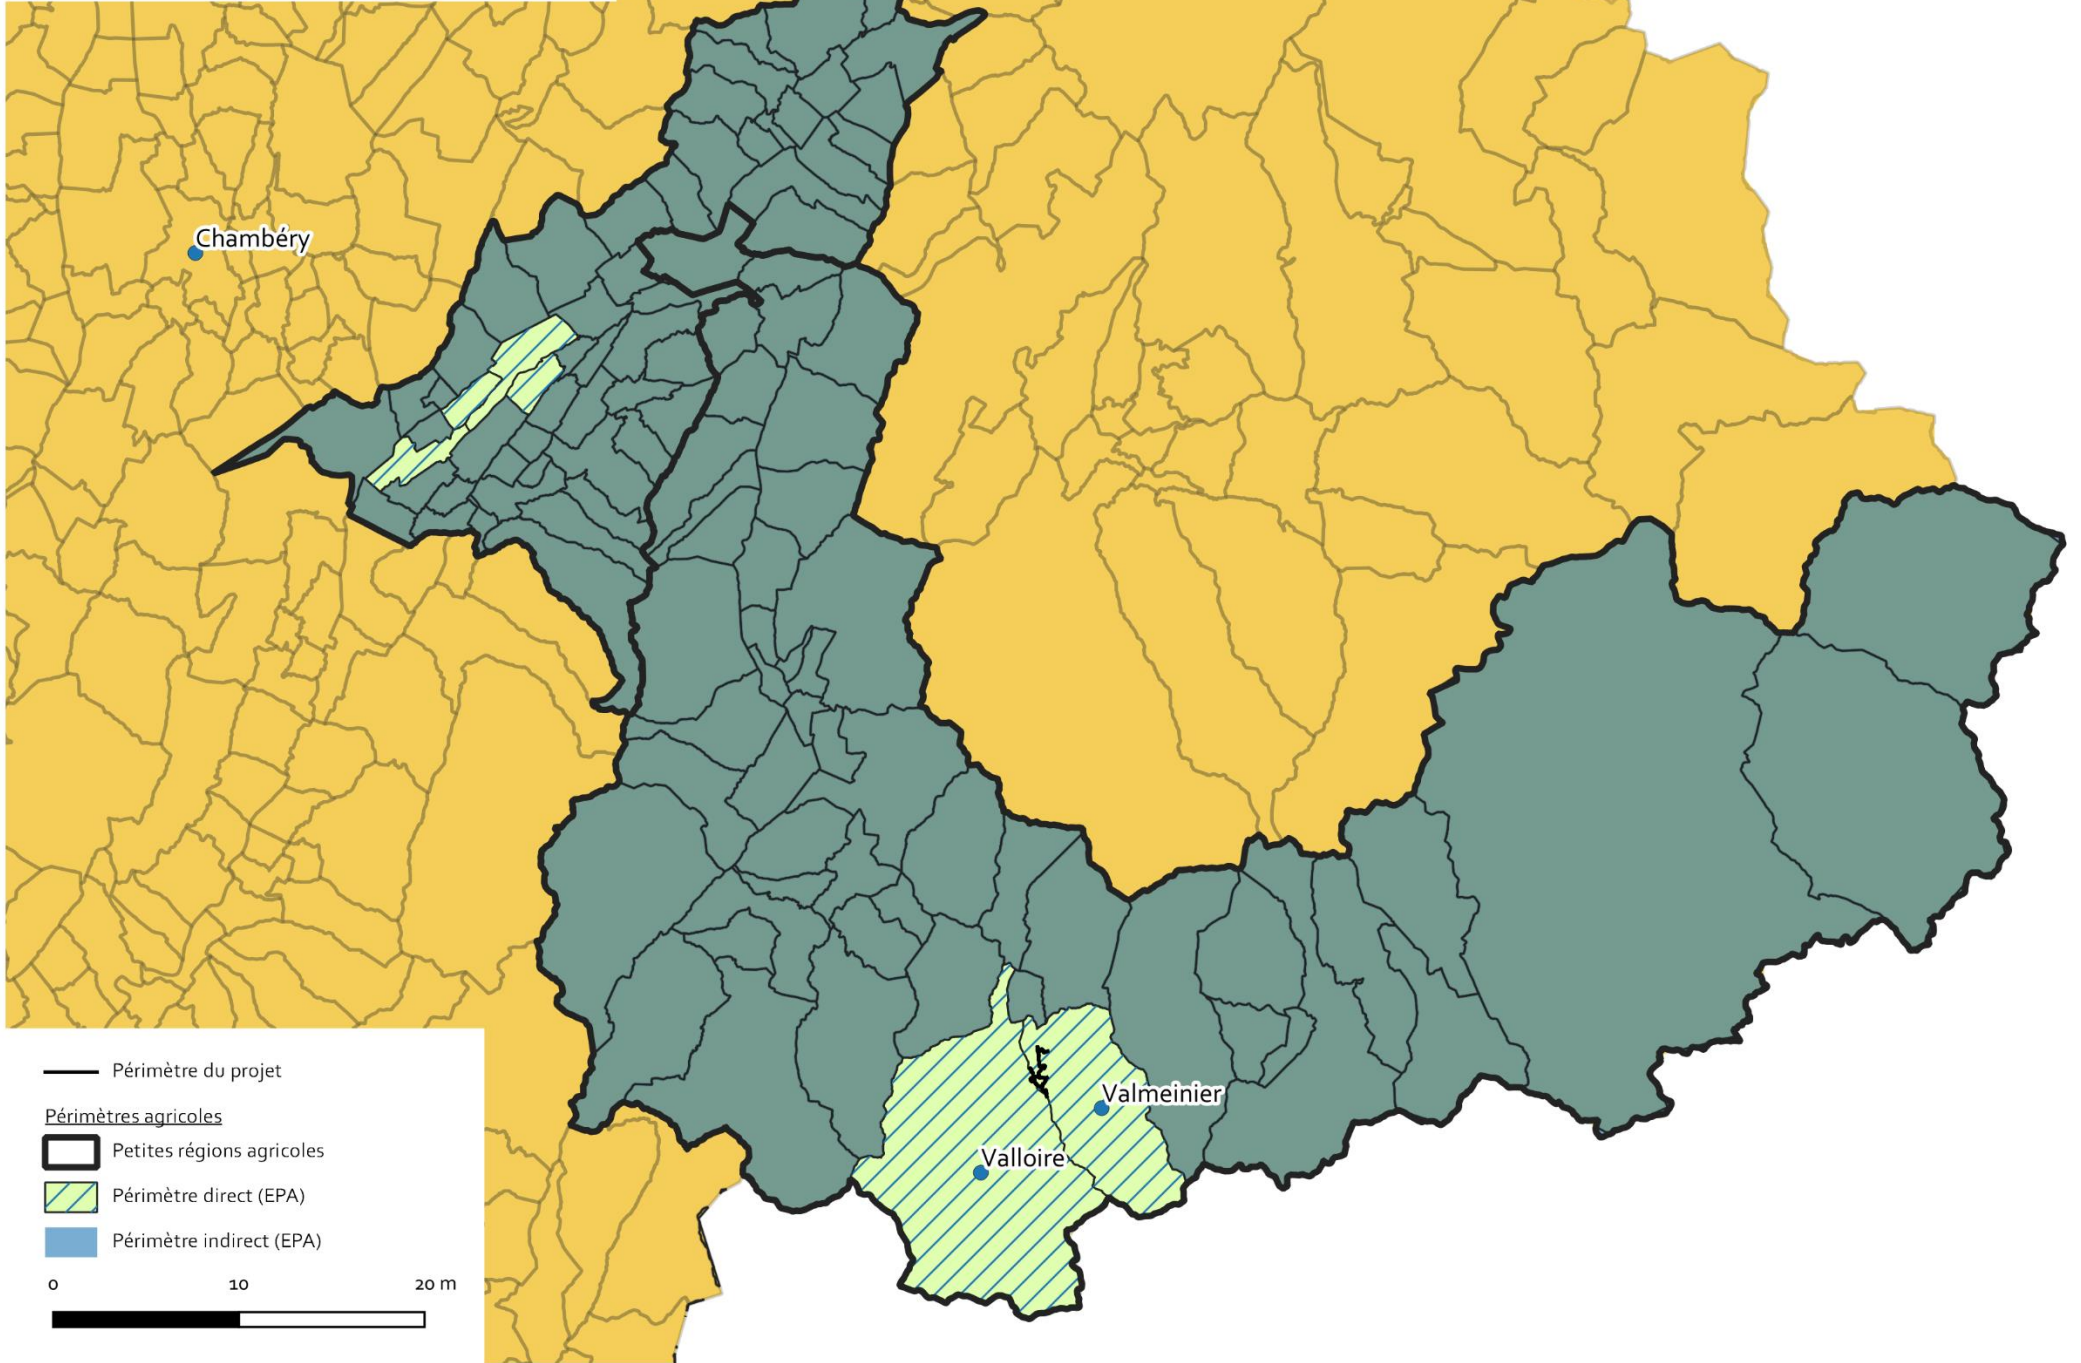 Chambéry
Valmeinier
Valloire
Périmètre du projet
Périmètres agricoles
Petites régions agricoles
Périmètre direct (EPA)
Périmètre indirect (EPA)
0 10 20 m